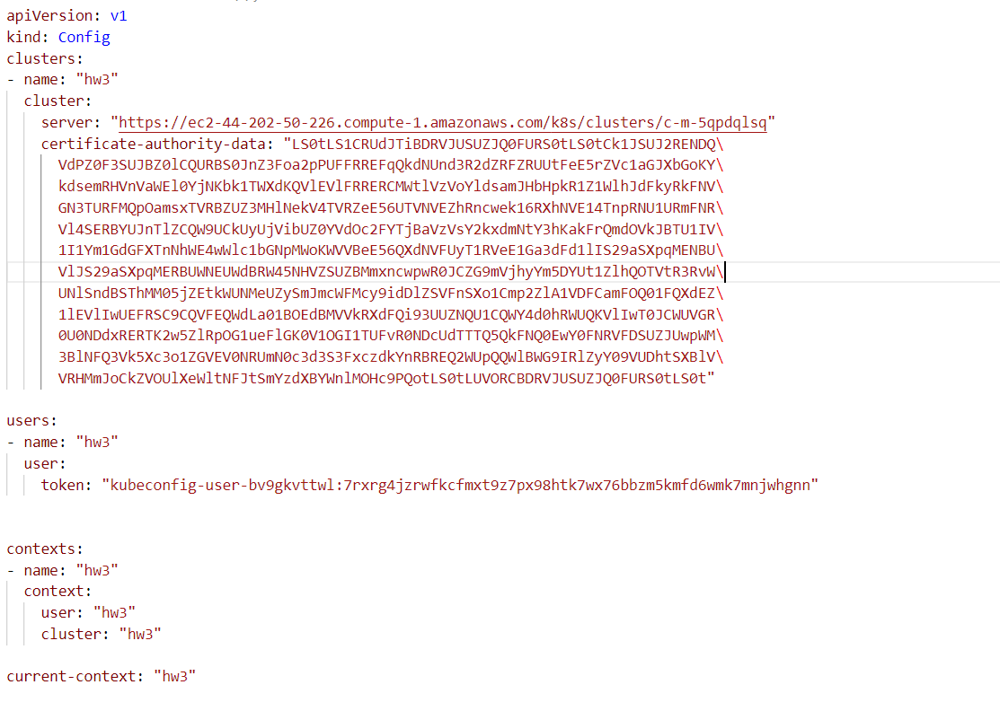 apiVersion: v1
kind: Config
clusters:
- name: "hw3"
cluster:
server: "https://ec2-44-202-50-226.compute-1.amazonaws.com/k8s/clusters/c-m-5qpdqlsq"
certificate-authority-data: "LS0tLS1CRUdJTiBDRVJUSUZJQ0FURS0tLS0tCk1JSUJ2RENDQ\
VdPZ0F3SUJBZ0lCQURBS0JnZ3Foa2pPUFFRREFqQkdNUnd3R2dZRFZRUUtFeE5rZVc1aGJXbGoKY\
kdsemRHVnVaWEl0YjNKbk1TWXdKQVlEVlFRRERCMWtlVzVoYldsamJHbHpkR1Z1WlhJdFkyRkFNV\
GN3TURFMQpOamsxTVRBZUZ3MHlNekV4TVRZeE56UTVNVEZhRncwek16RXhNVE14TnpRNU1URmFNR\
Vl4SERBYUJnTlZCQW9UCkUyUjVibUZ0YVdOc2FYTjBaVzVsY2kxdmNtY3hKakFrQmdOVkJBTU1IV\
1I1Ym1GdGFXTnNhWE4wWlc1bGNpMWoKWVVBeE56QXdNVFUyT1RVeE1Ga3dFd1lIS29aSXpqMENBU\
VlJS29aSXpqMERBUWNEUWdBRW45NHVZSUZBMmxncwpwR0JCZG9mVjhyYm5DYUt1ZlhQOTVtR3RvW\
UNlSndBSThMM05jZEtkWUNMeUZySmJmcWFMcy9idDlZSVFnSXo1Cmp2ZlA1VDFCamFOQ01FQXdEZ\
1lEVlIwUEFRSC9CQVFEQWdLa01BOEdBMVVkRXdFQi93UUZNQU1CQWY4d0hRWUQKVlIwT0JCWUVGR\
0U0NDdxRERTK2w5ZlRpOG1ueFlGK0V1OGI1TUFvR0NDcUdTTTQ5QkFNQ0EwY0FNRVFDSUZJUwpWM\
3BlNFQ3Vk5Xc3o1ZGVEV0NRUmN0c3d3S3FxczdkYnRBREQ2WUpQQWlBWG9IRlZyY09VUDhtSXBlV\
VRHMmJoCkZVOUlXeWltNFJtSmYzdXBYWnlMOHc9PQotLS0tLUVORCBDRVJUSUZJQ0FURS0tLS0t"
users:
- name: "hw3"
user:
token: "kubeconfig-user-bv9gkvttwl:7rxrg4jzrwfkcfmxt9z7px98htk7wx76bbzm5kmfd6wmk7mnjwhgnn"
contexts:
- name: "hw3"
context:
user: "hw3"
cluster: "hw3"
current-context: "hw3"